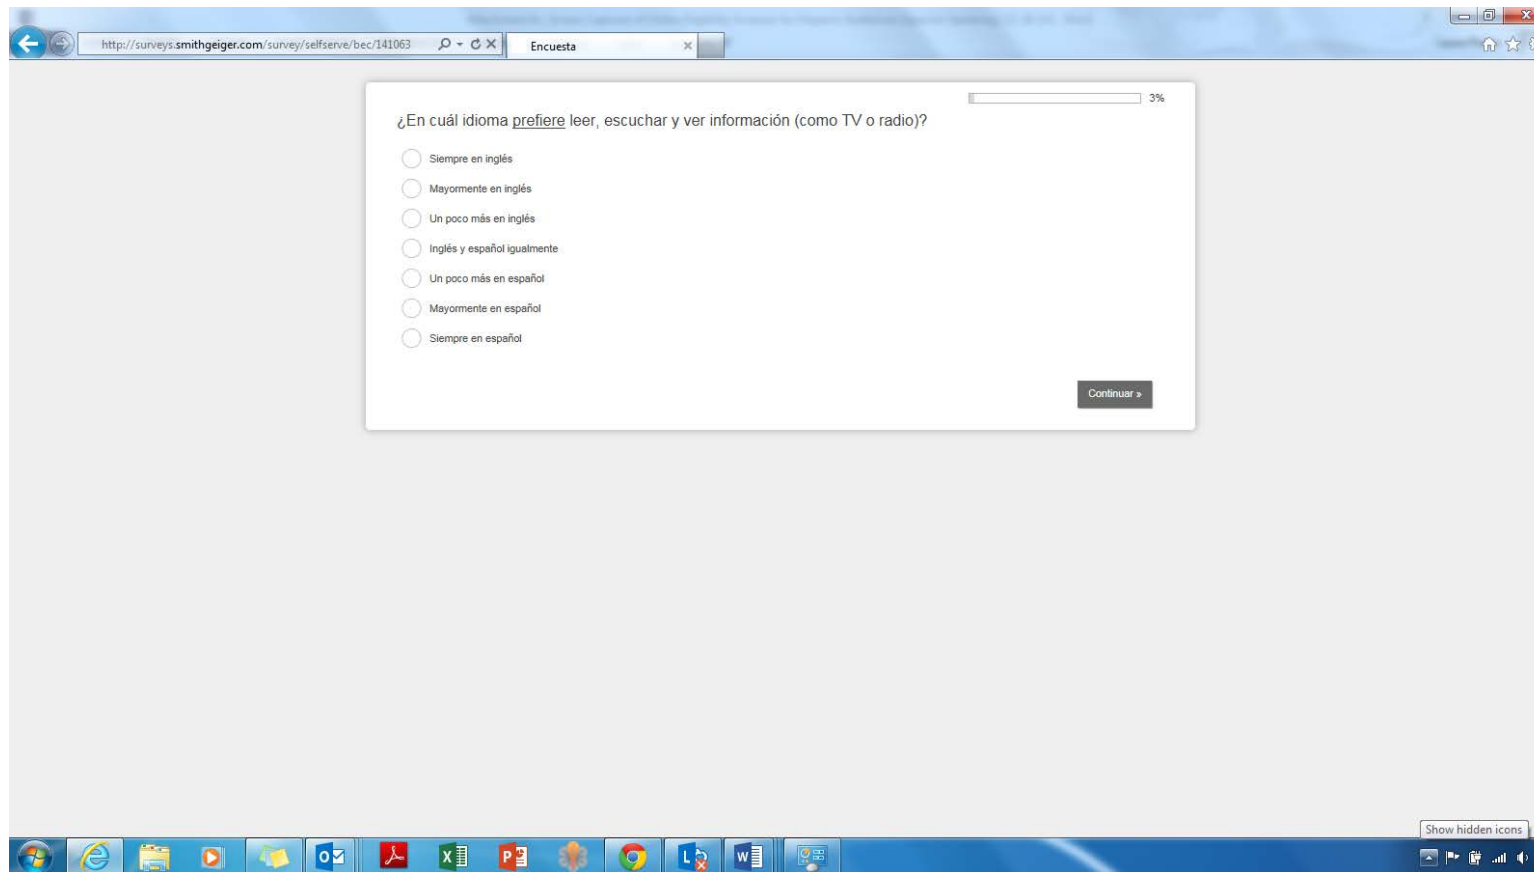 http://surveys.smithgeiger.com/survey/selfserve/bec/141063
Encuesta
3%
¿En cuál idioma prefiere leer, escuchar y ver información (como TV o radio)?
Siempre en inglés
Mayormente en inglés
Un poco más en inglés
Inglés y español igualmente
Un poco más en español
Mayormente en español
Siempre en español
Continuar »
Show hidden icons